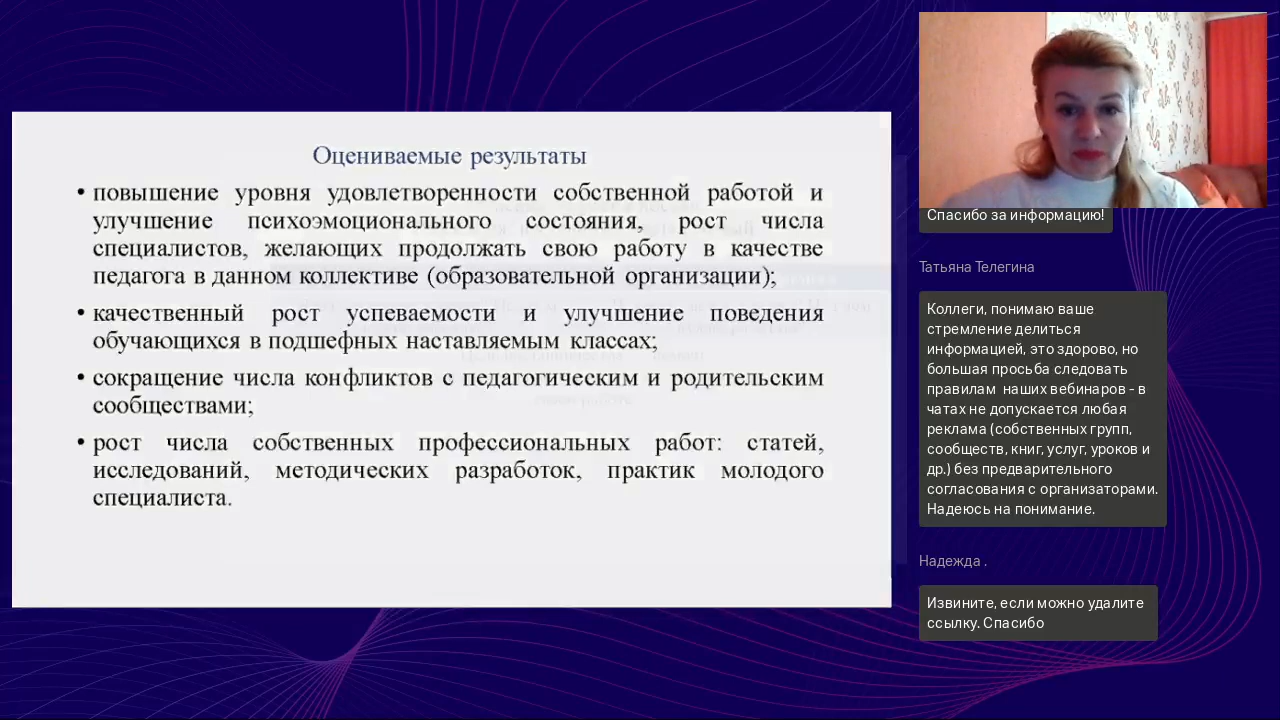 Оцениваемые результаты
• повышение уровня удовлетворенности собственной работой и
улучшение психоэмоционального состояния, рост числа
специалистов, желающих продолжать свою работу в качестве
педагога в данном коллективе (образовательной организации);
• качественный рост успеваемости и улучшение поведения
обучающихся в подшефных наставляемым классах;
• сокращение числа конфликтов с педагогическим и родительским
сообществами;
• рост числа собственных профессиональных работ: статей,
исследований, методических разработок, практик молодого
специалиста.
Спасибо за информацию!
Татьяна Телегина
Коллеги, понимаю ваше
стремление делиться
информацией, это здорово, но
большая просьба следовать
правилам наших вебинаров - в
чатах не допускается любая
реклама (собственных групп,
сообществ, книг, услуг, уроков и
др.) без предварительного
согласования с организаторами.
Надеюсь на понимание.
Надежда .
Извините, если можно удалите
ссылку. Спасибо